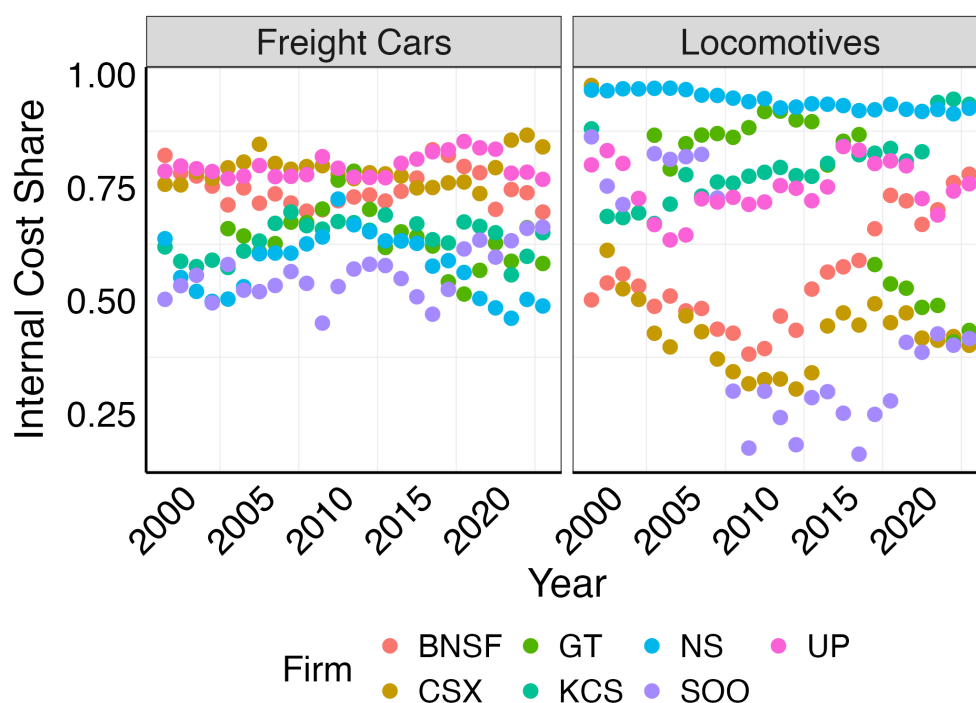 Freight Cars Locomotives
Internal Cost Share
1.00
0.75
0.50
0.25
2000 2005 2010 2015 2020 2000 2005 2010 2015 2020
Year
Firm
BNSF GT NS UP
CSX KCS SOO